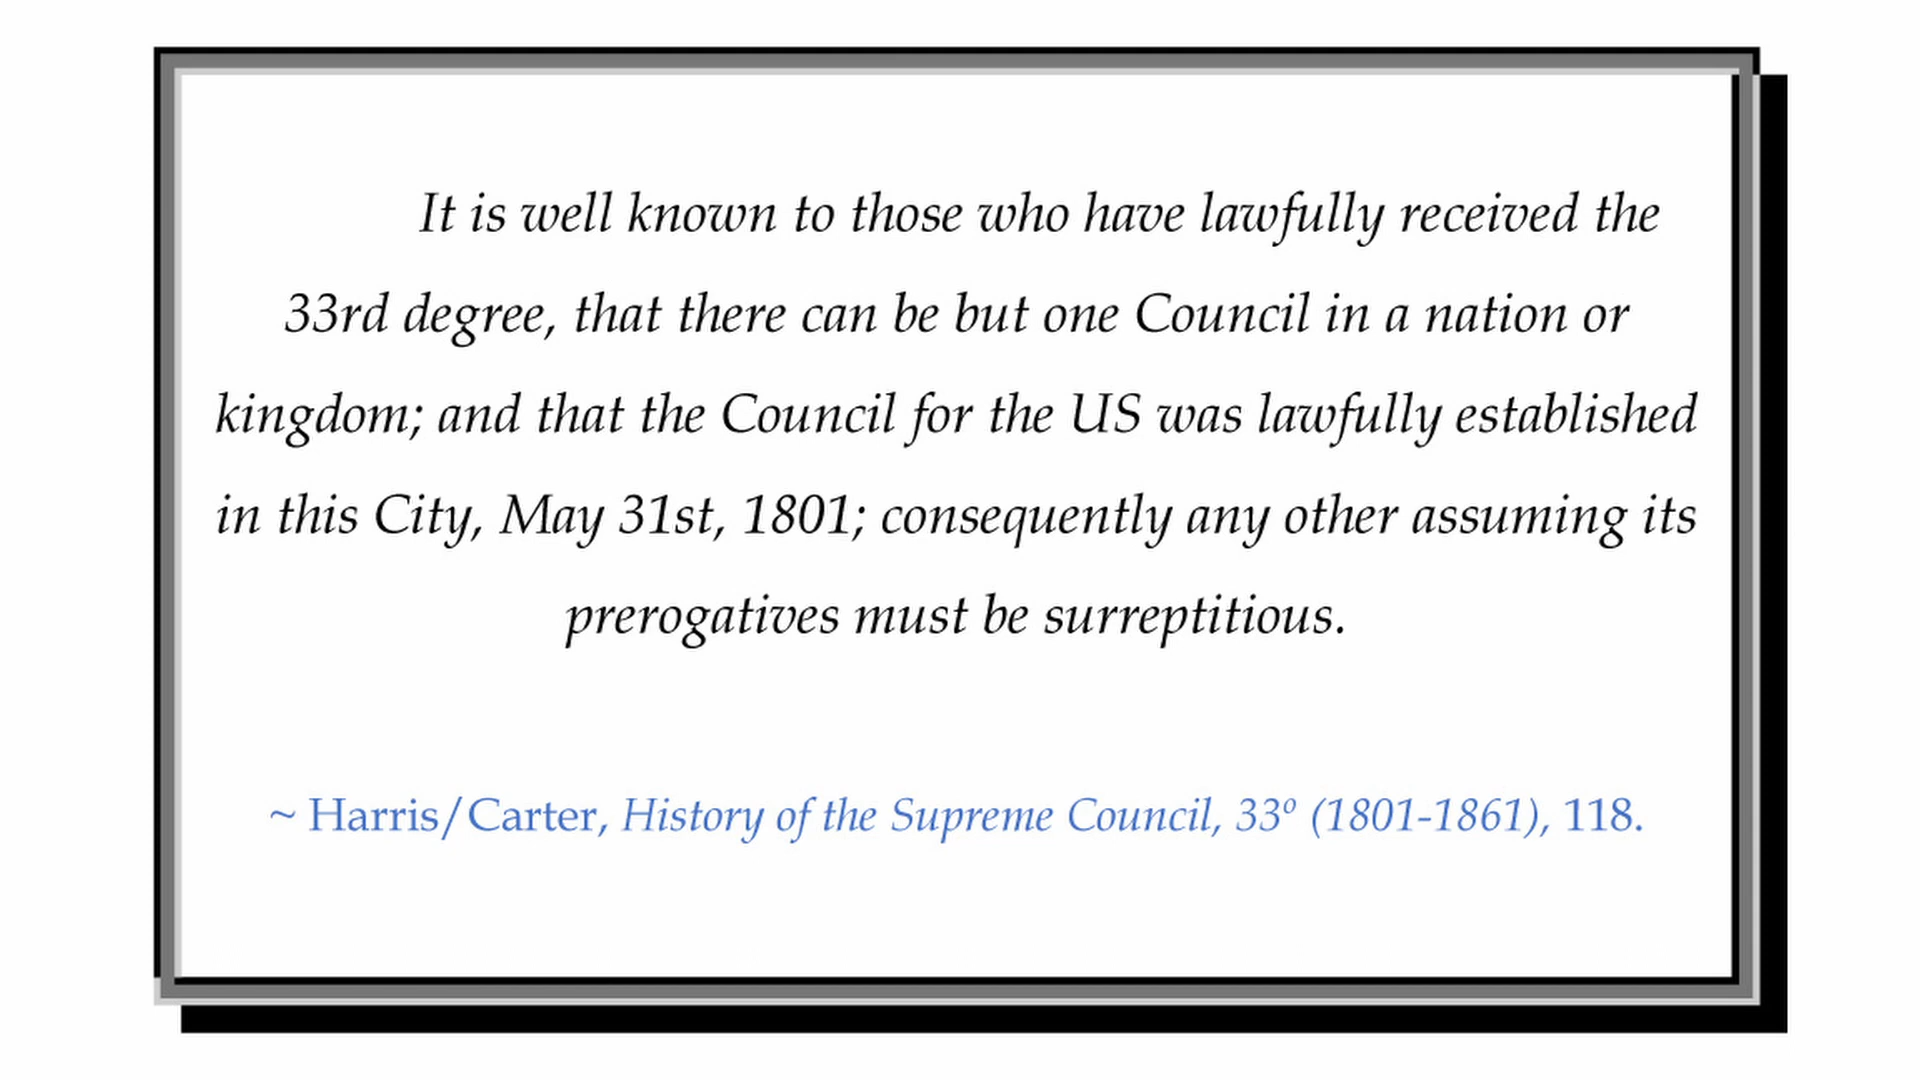 It is well known to those who have lawfully received the
33rd degree, that there can be but one Council in a nation or
kingdom; and that the Council for the US was lawfully established
in this City, May 31st, 1801; consequently any other assuming its
prerogatives must be surreptitious.
~ Harris/Carter, History of the Supreme Council, 33º (1801-1861), 118.